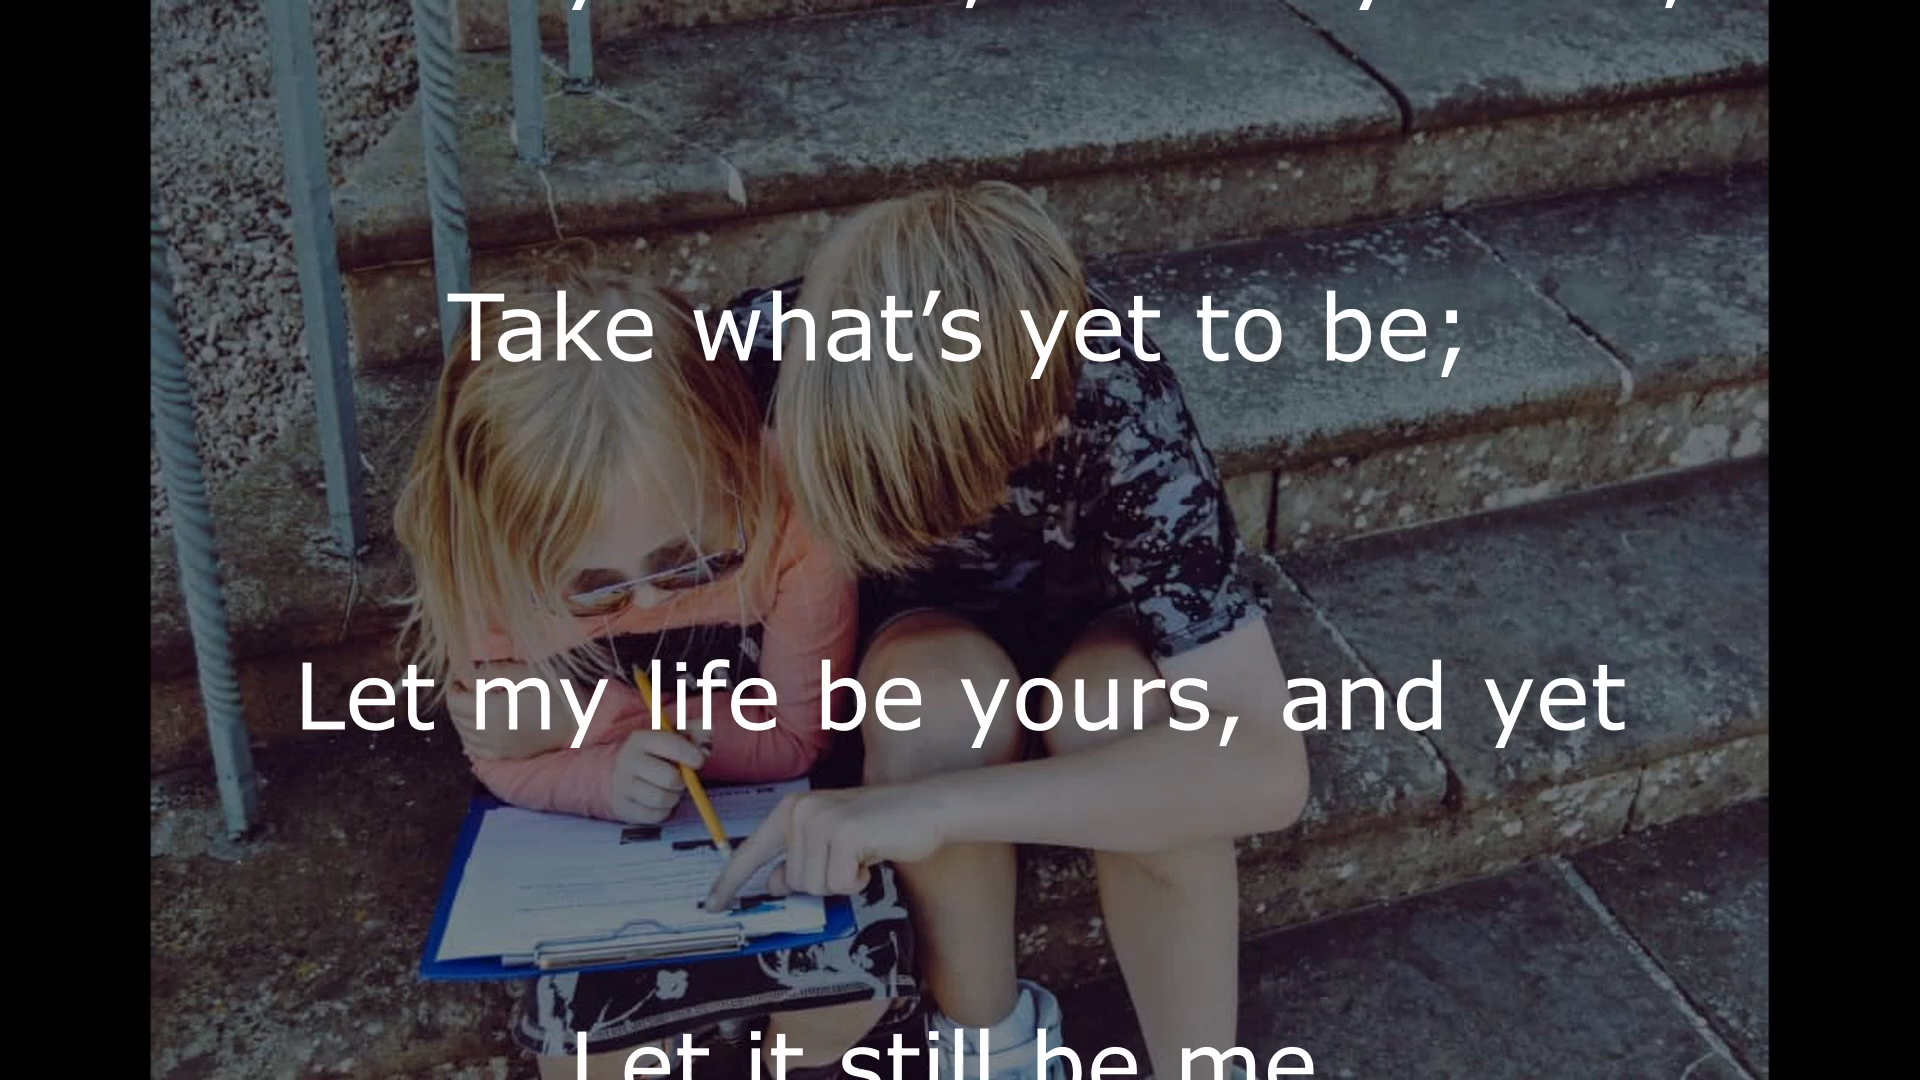 Take what’s yet to be;
Let my life be yours, and yet
Let it still be me.